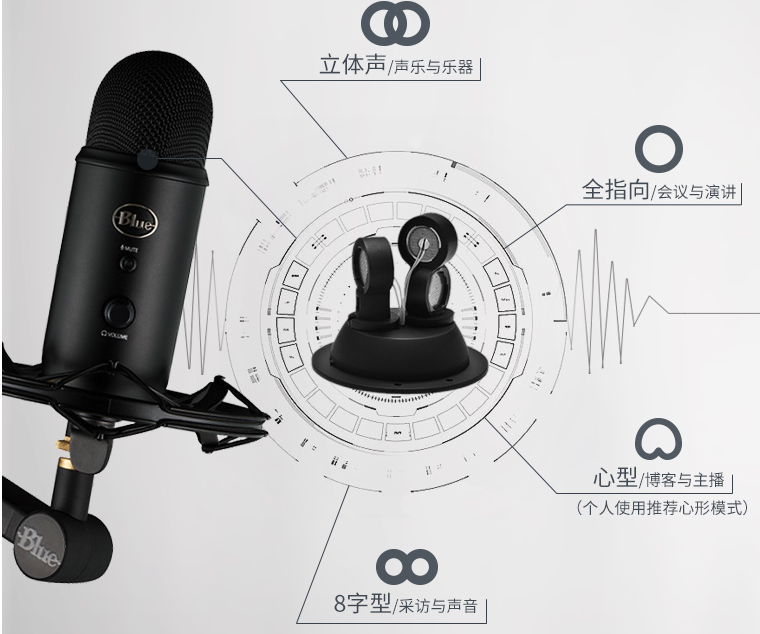 立体声/声乐与乐器
全指向/会议与演讲
Blue
MUTE
VOLUME
心型/博客与主播
（个人使用推荐心形模式）
Blue
8字型/采访与声音